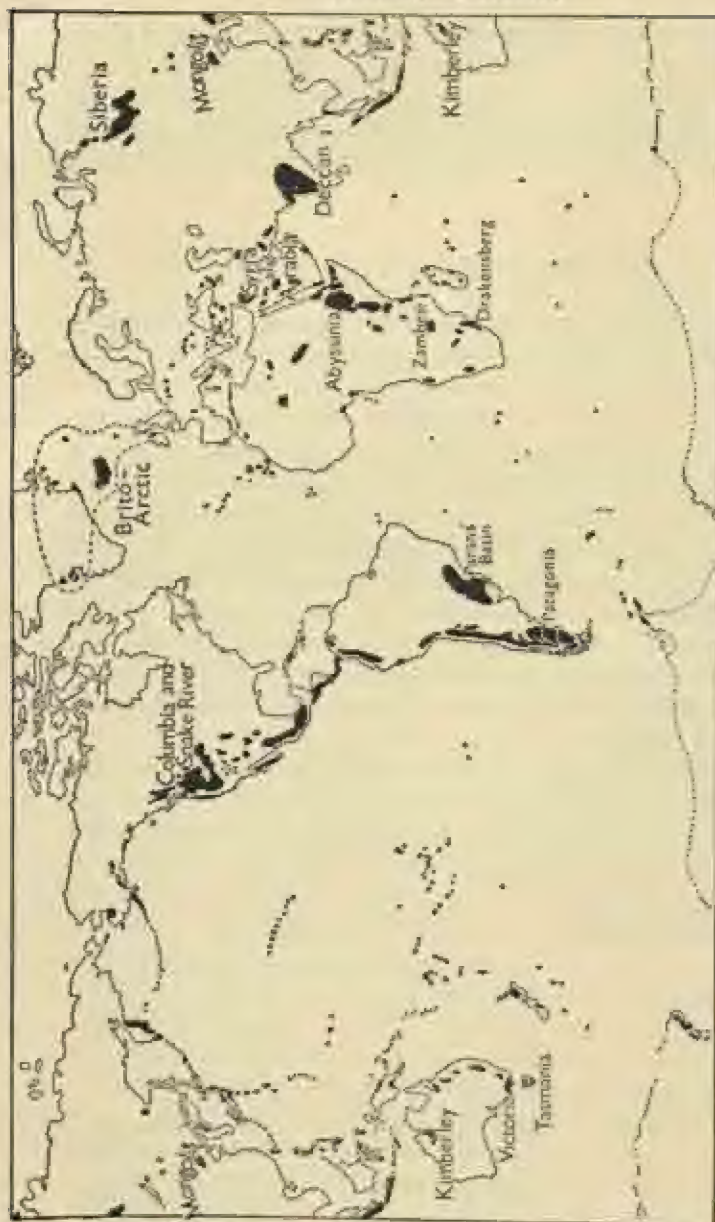 Kimberley
Victoria
Tasmania
Columbia and
Snake River
Parana
Basin
Patagonia
Brito-
Arctic
Syria
Arabia
Abyssinia
Zambezi
Drakensberg
Deccan
Siberia
Kimberley